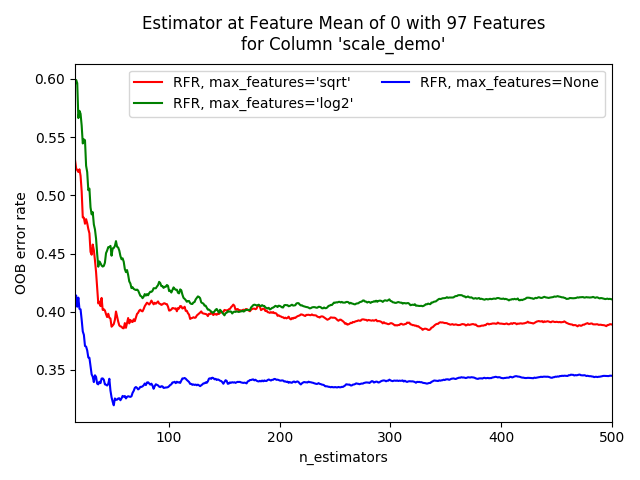 Estimator at Feature Mean of 0 with 97 Features
for Column 'scale_demo'
RFR, max_features='sqrt'
RFR, max_features='log2'
RFR, max_features=None
OOB error rate
0.60
0.55
0.50
0.45
0.40
0.35
100
200
300
400
500
n_estimators